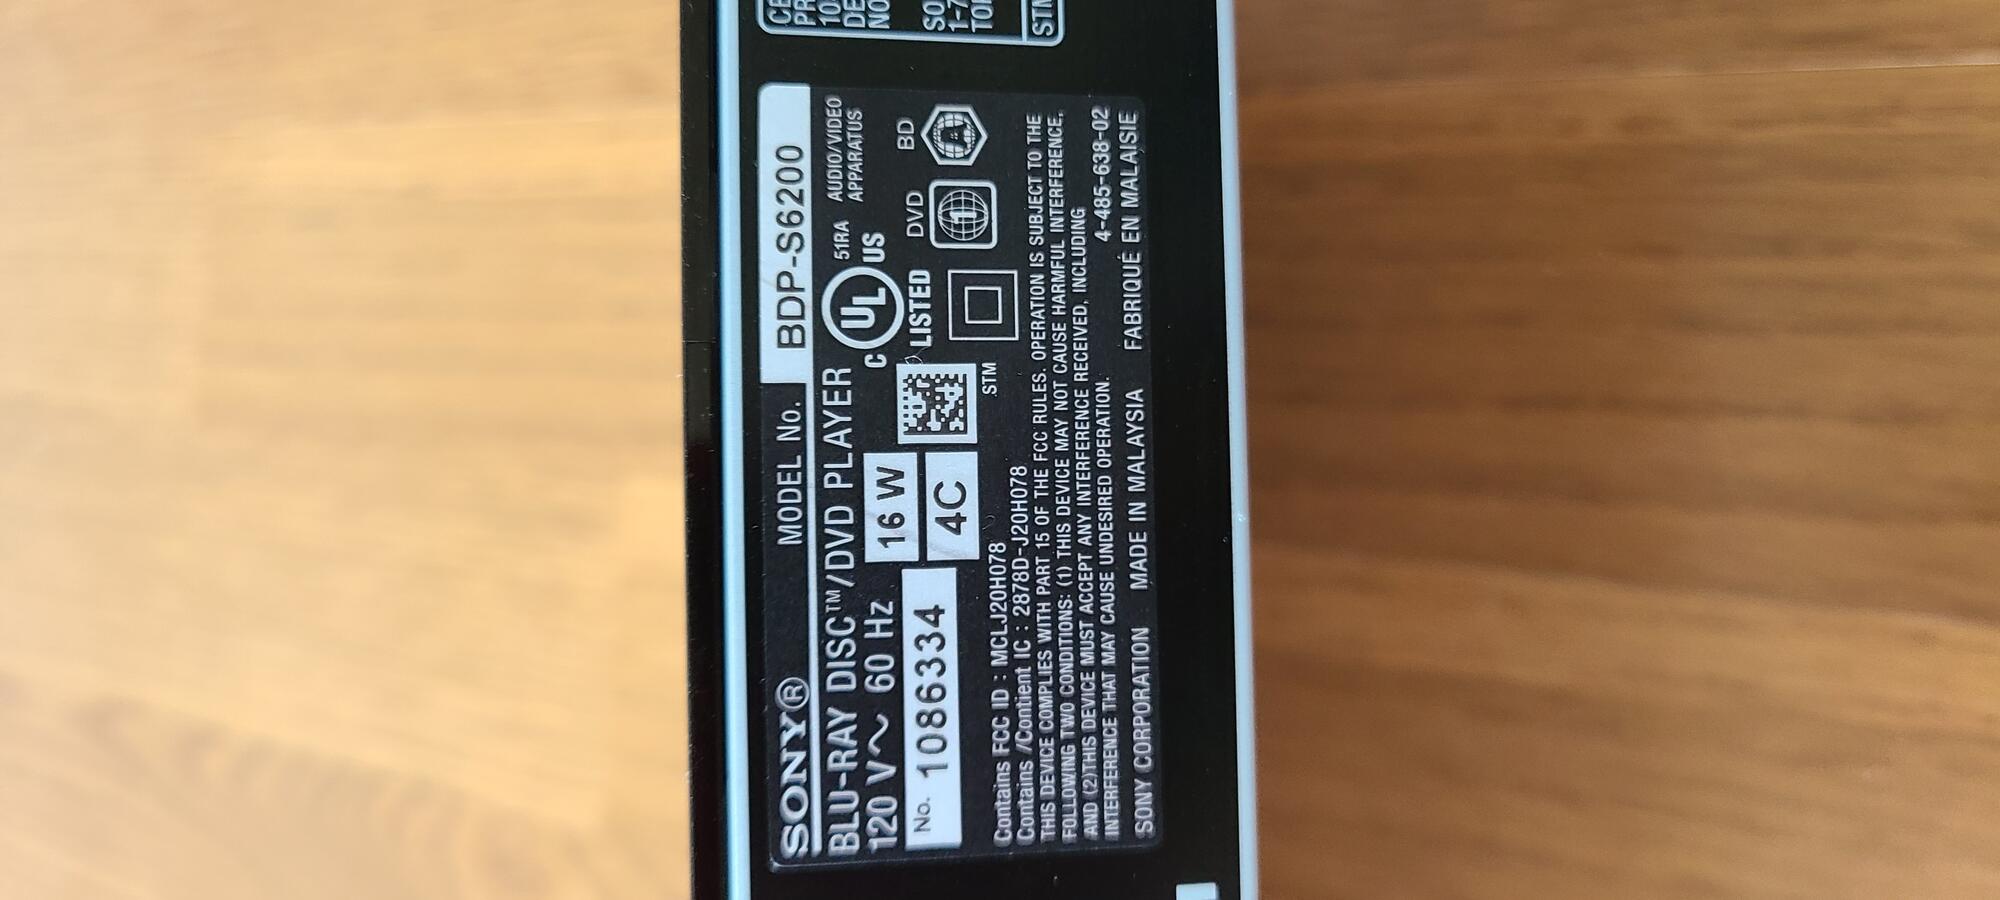 SONY® MODEL No. BDP-S6200
BLU-RAY DISC™/DVD PLAYER
120 V～ 60 Hz 16 W
No. 1086334 4C
STM
C UL US LISTED
51RA AUDIO/VIDEO
APPARATUS
DVD 1
BD A
Contains FCC ID : MCLJ20H078
Contains /Contient IC : 2878D-J20H078
THIS DEVICE COMPLIES WITH PART 15 OF THE FCC RULES. OPERATION IS SUBJECT TO THE
FOLLOWING TWO CONDITIONS: (1) THIS DEVICE MAY NOT CAUSE HARMFUL INTERFERENCE,
AND (2)THIS DEVICE MUST ACCEPT ANY INTERFERENCE RECEIVED, INCLUDING
INTERFERENCE THAT MAY CAUSE UNDESIRED OPERATION. 4-485-638-02
SONY CORPORATION MADE IN MALAYSIA FABRIQUÉ EN MALAISIE